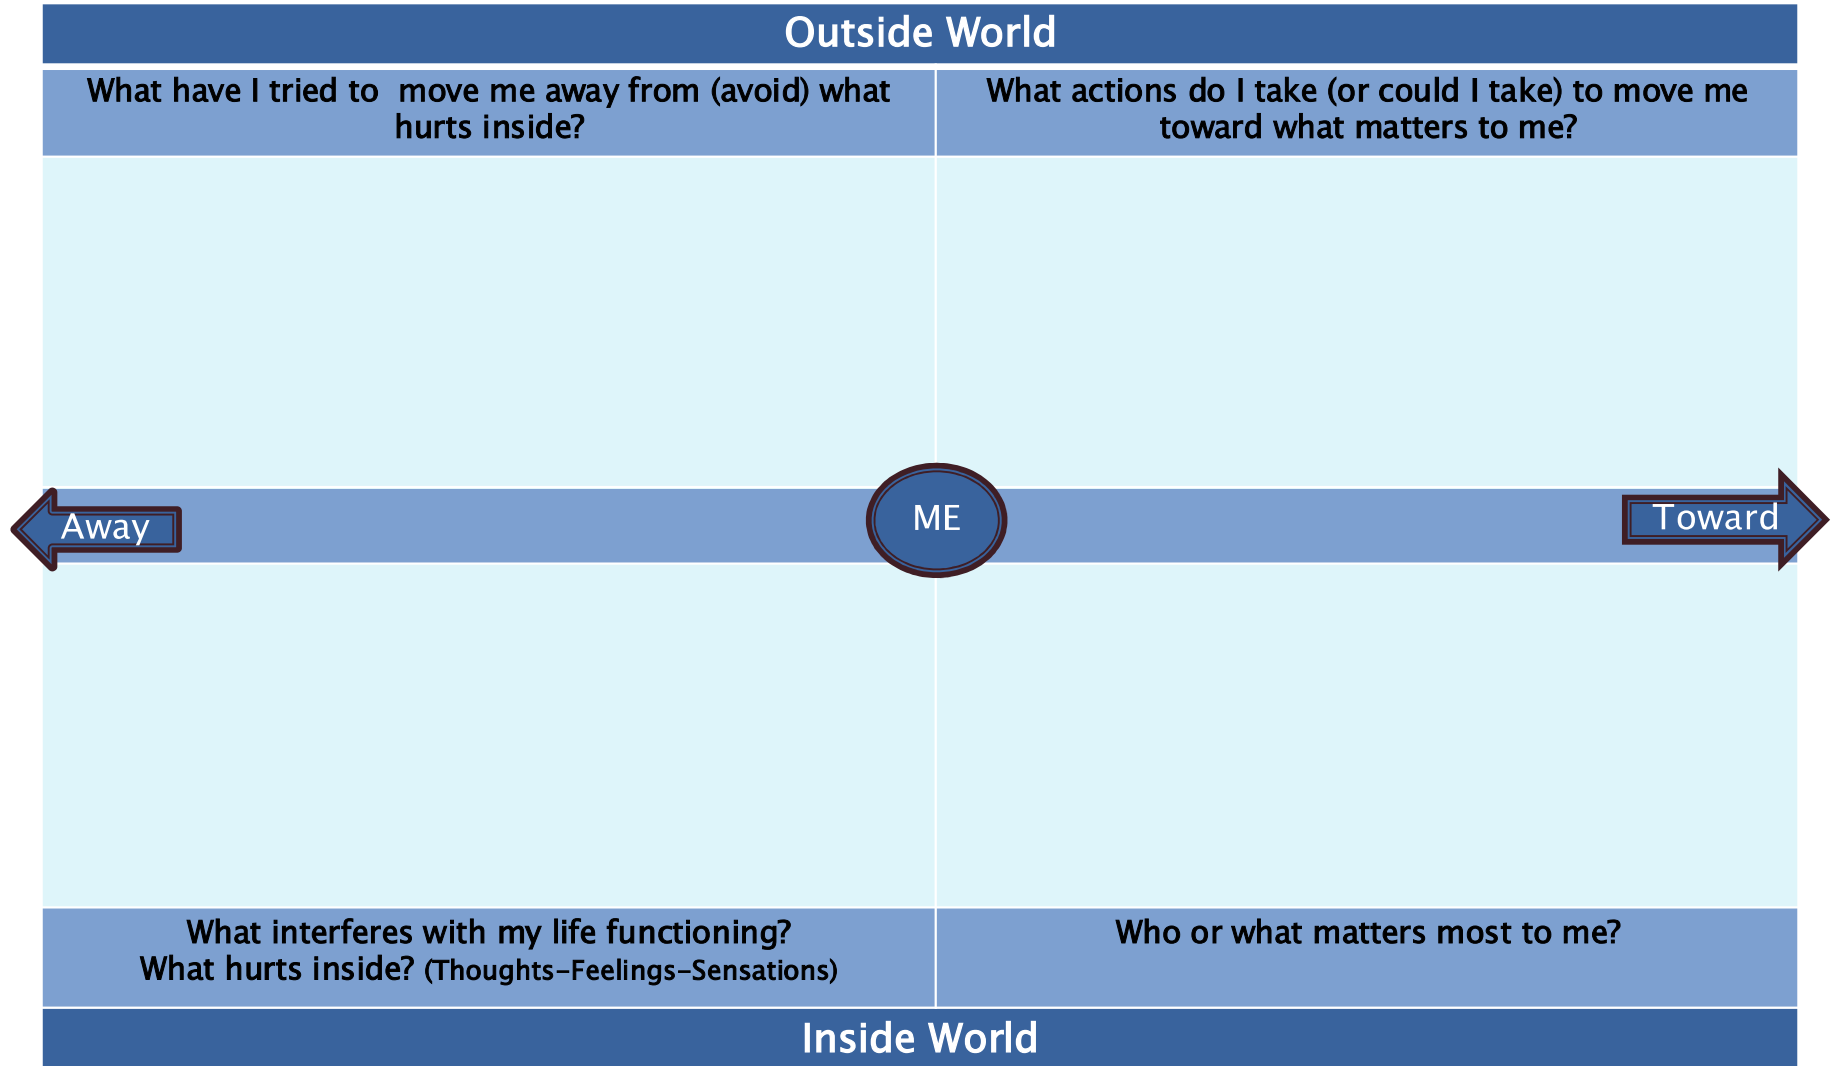 Outside World
What have I tried to  move me away from (avoid) what
hurts inside?
What actions do I take (or could I take) to move me
toward what matters to me?
Away
ME
Toward
What interferes with my life functioning?
What hurts inside? (Thoughts-Feelings-Sensations)
Who or what matters most to me?
Inside World